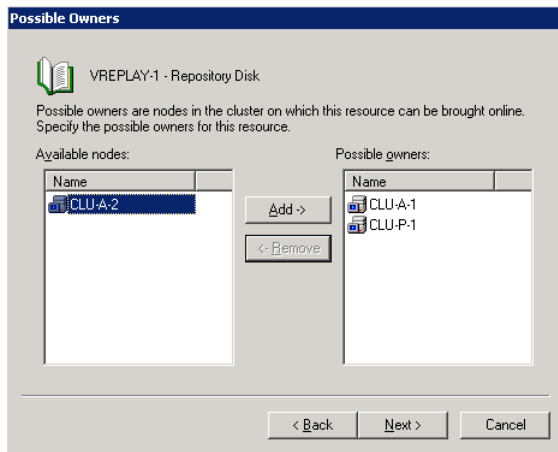 Possible Owners
VREPLAY-1 - Repository Disk
Possible owners are nodes in the cluster on which this resource can be brought online.
Specify the possible owners for this resource.
Available nodes:
Possible owners:
Name
Name
CLU-A-2
Add ->
<- Remove
CLU-A-1
CLU-P-1
< Back
Next >
Cancel